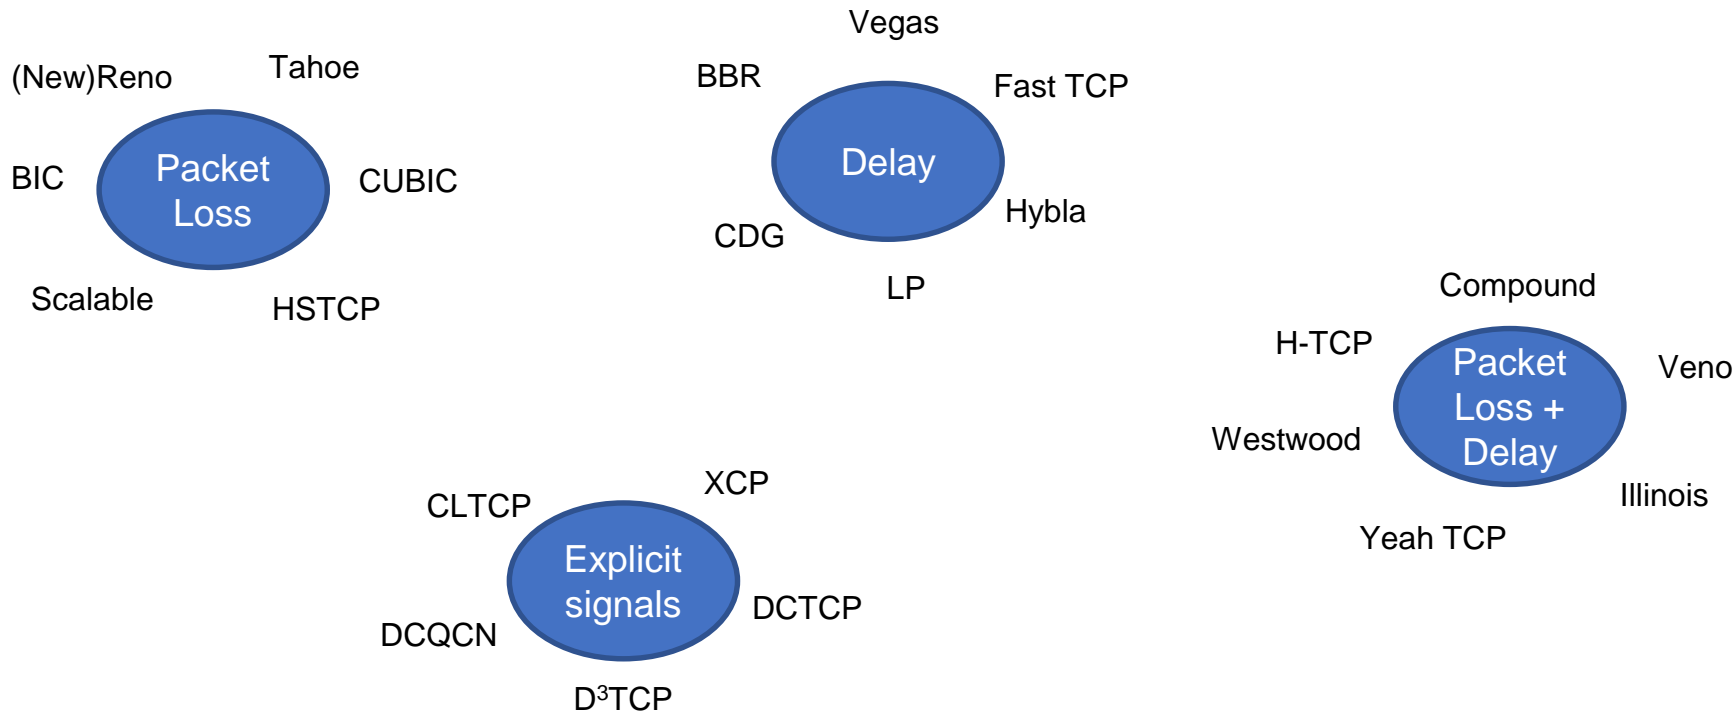 (New)Reno
Tahoe
BIC
Packet
Loss
CUBIC
Scalable
HSTCP
Vegas
BBR
Fast TCP
Delay
Hybla
CDG
LP
Compound
H-TCP
Packet
Loss +
Delay
Veno
Westwood
Illinois
Yeah TCP
XCP
CLTCP
Explicit
signals
DCTCP
DCQCN
D³TCP